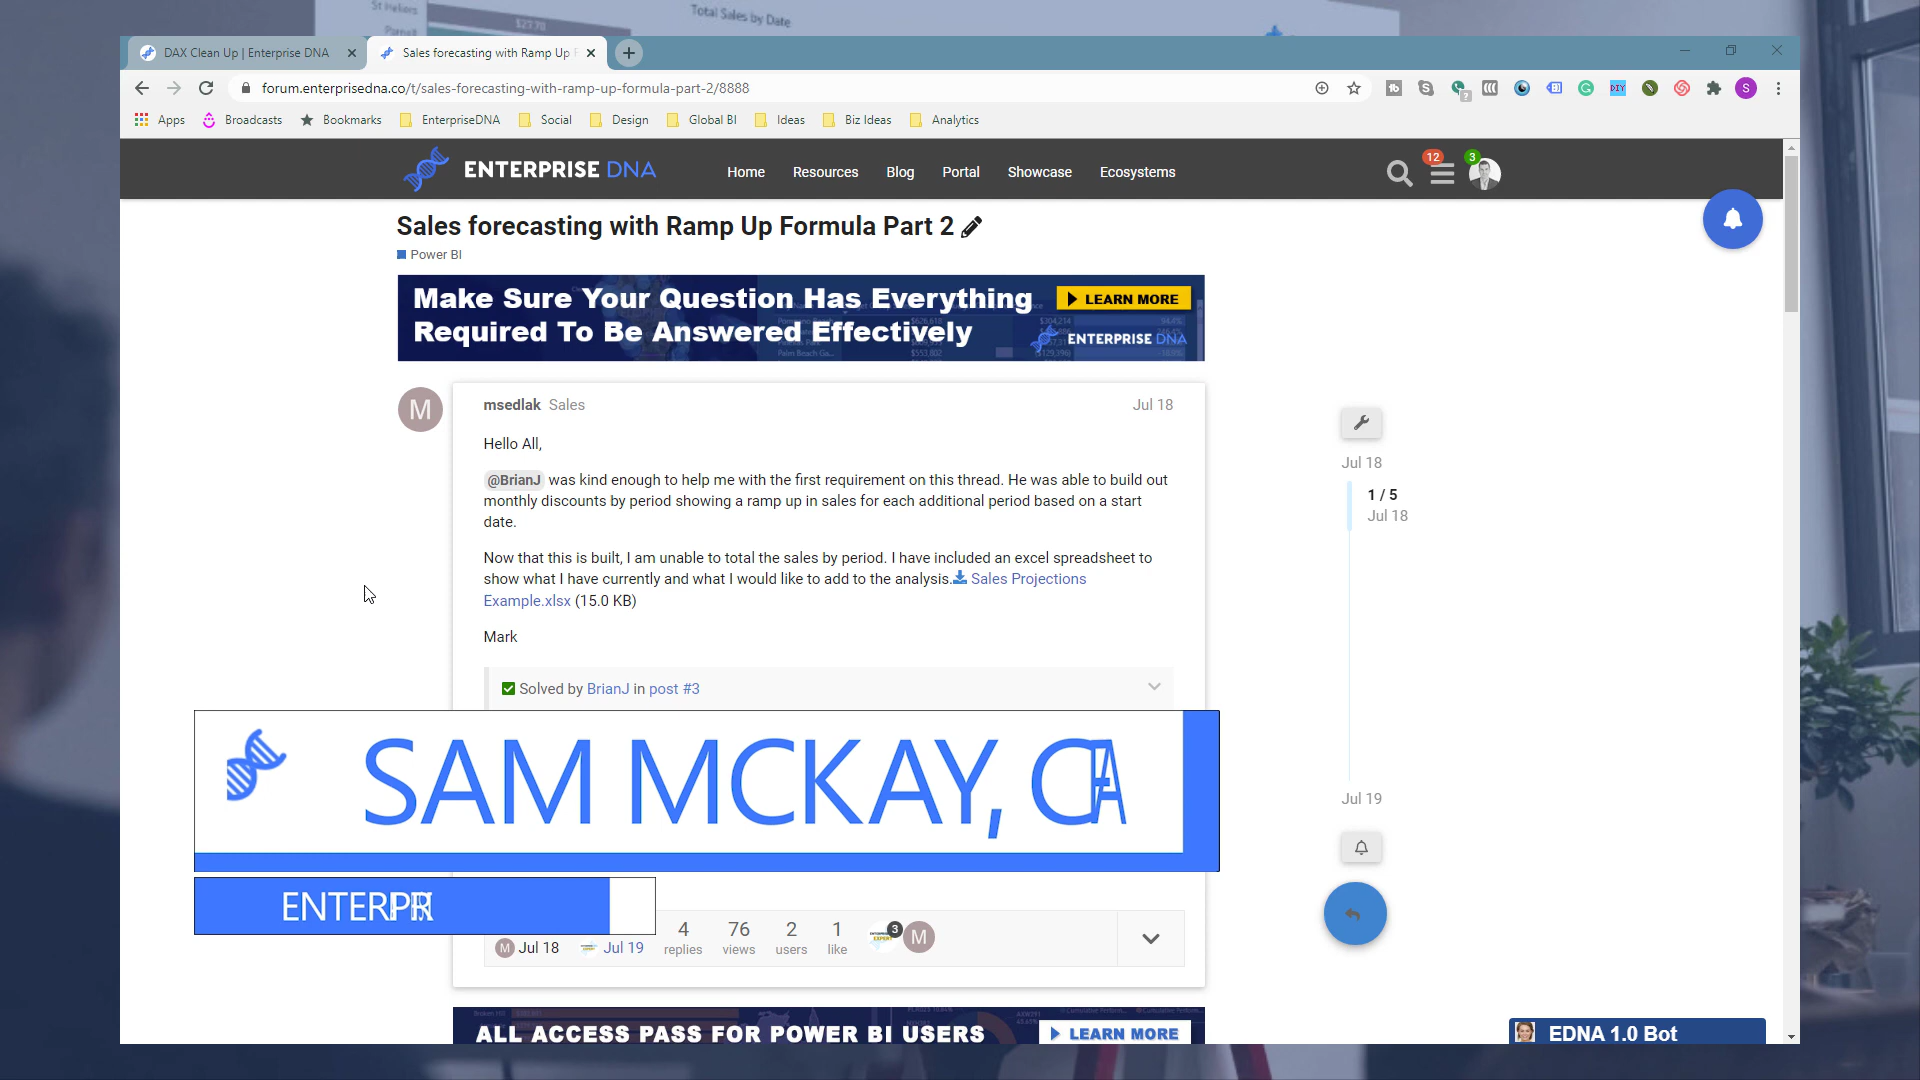 St Heliers
$22.70
Total Sales by Date
DAX Clean Up | Enterprise DNA
Sales forecasting with Ramp Up F
forum.enterprisedna.co/t/sales-forecasting-with-ramp-up-formula-part-2/8888
Apps Broadcasts Bookmarks EnterpriseDNA Social Design Global BI Ideas Biz Ideas Analytics
ENTERPRISE DNA
Home Resources Blog Portal Showcase Ecosystems
12
3
Sales forecasting with Ramp Up Formula Part 2
Power BI
Make Sure Your Question Has Everything
Required To Be Answered Effectively
LEARN MORE
ENTERPRISE DNA
M
msedlak Sales Jul 18
Hello All,
@BrianJ was kind enough to help me with the first requirement on this thread. He was able to build out
monthly discounts by period showing a ramp up in sales for each additional period based on a start
date.
Now that this is built, I am unable to total the sales by period. I have included an excel spreadsheet to
show what I have currently and what I would like to add to the analysis. Sales Projections
Example.xlsx (15.0 KB)
Mark
Solved by BrianJ in post #3
Jul 18
1 / 5
Jul 18
Jul 19
SAM MCKAY, CA
ENTERPR
M Jul 18 Jul 19
4 replies
76 views
2 users
1 like
3
M
ALL ACCESS PASS FOR POWER BI USERS
LEARN MORE
EDNA 1.0 Bot